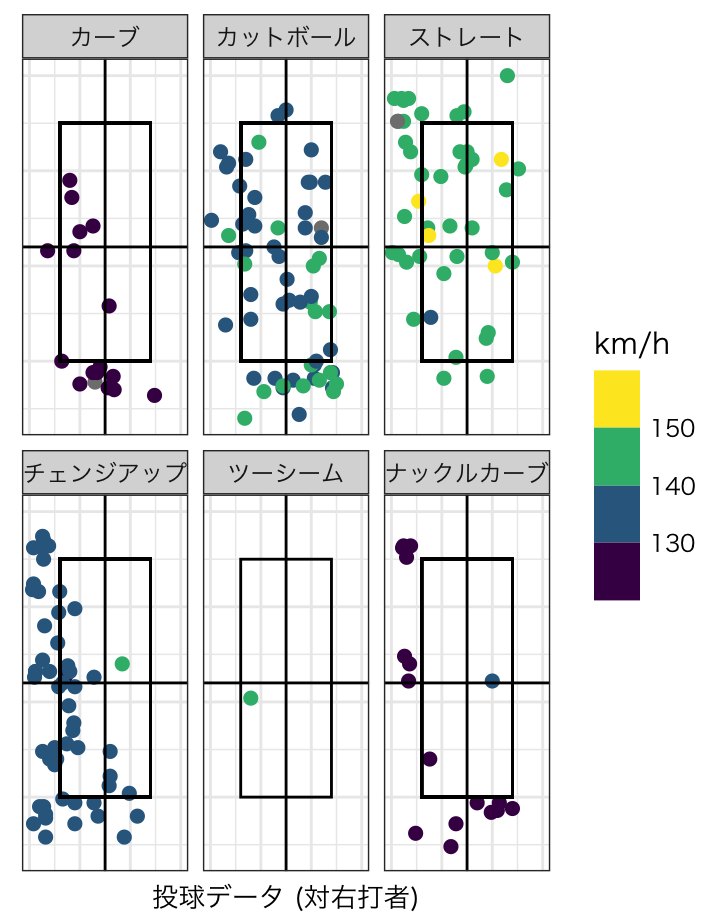 カーブ
カットボール
ストレート
km/h
150
140
130
チェンジアップ
ツーシーム
ナックルカーブ
投球データ (対右打者)